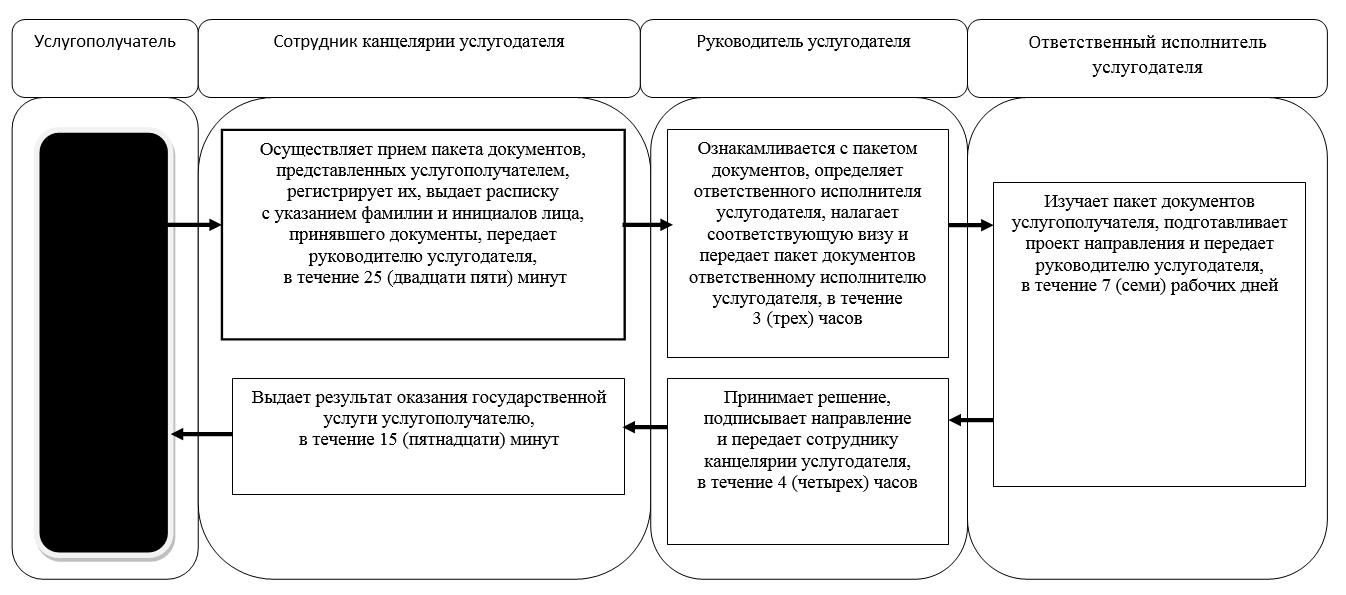 Услугополучатель
Сотрудник канцелярии услугодателя
Руководитель услугодателя
Ответственный исполнитель
услугодателя
Осуществляет прием пакета документов,
представленных услугополучателем,
регистрирует их, выдает расписку
с указанием фамилии и инициалов лица,
принявшего документы, передает
руководителю услугодателя,
в течение 25 (двадцати пяти) минут
Ознакамливается с пакетом
документов, определяет
ответственного исполнителя
услугодателя, налагает
соответствующую визу и
передает пакет документов
ответственному исполнителю
услугодателя, в течение
3 (трех) часов
Изучает пакет документов
услугополучателя, подготавливает
проект направления и передает
руководителю услугодателя,
в течение 7 (семи) рабочих дней
Выдает результат оказания государственной
услуги услугополучателю,
в течение 15 (пятнадцати) минут
Принимает решение,
подписывает направление
и передает сотруднику
канцелярии услугодателя,
в течение 4 (четырех) часов